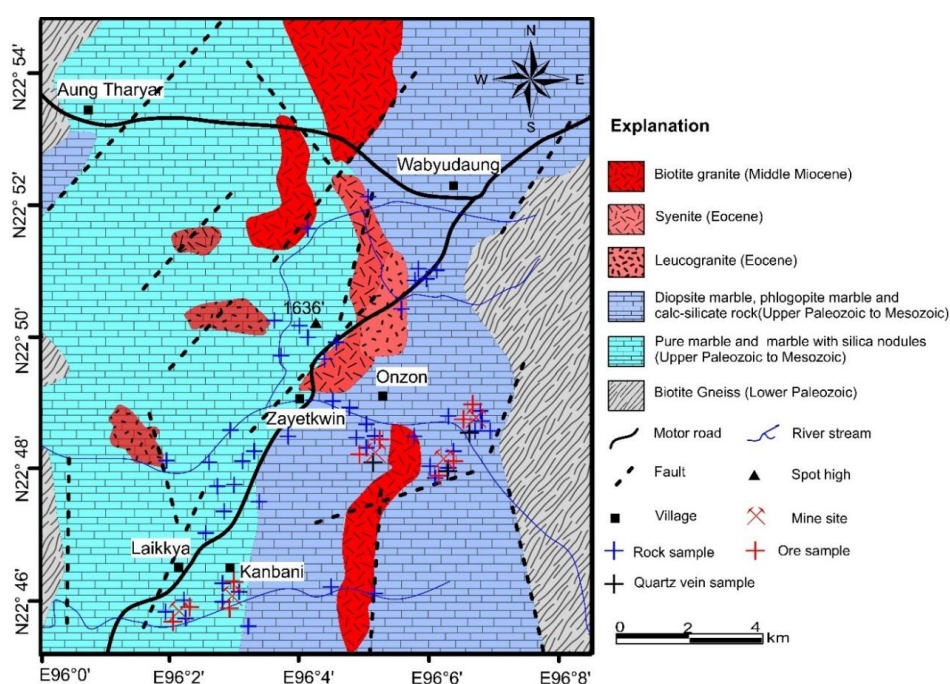 N22° 54'
N22° 52'
N22° 50'
N22° 48'
N22° 46'
E96°0'
E96°2'
E96°4'
E96°6'
E96°8'
N
W
E
S
Aung Tharyar
Wabyudaung
1636'
Onzon
Zayetkwin
Laikkya
Kanbani
Explanation
Biotite granite (Middle Miocene)
Syenite (Eocene)
Leucogranite (Eocene)
Diopsite marble, phlogopite marble and
calc-silicate rock(Upper Paleozoic to Mesozoic)
Pure marble and marble with silica nodules
(Upper Paleozoic to Mesozoic)
Biotite Gneiss (Lower Paleozoic)
Motor road
River stream
Fault
Spot high
Village
Mine site
Rock sample
Ore sample
Quartz vein sample
0 2 4
km